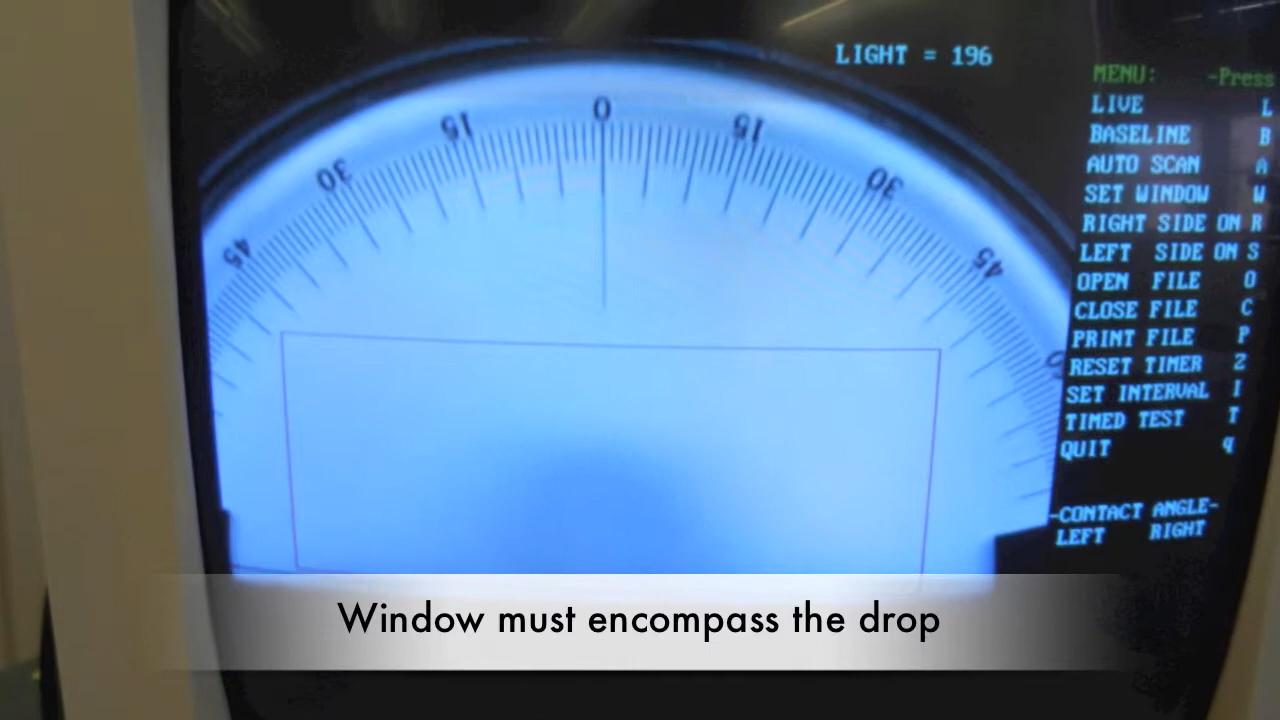 LIGHT = 196
MENU: -Press
LIVE L
BASELINE B
AUTO SCAN A
SET WINDOW W
RIGHT SIDE ON R
LEFT SIDE ON S
OPEN FILE O
CLOSE FILE C
PRINT FILE P
RESET TIMER Z
SET INTERVAL I
TIMED TEST T
QUIT q
-CONTACT ANGLE-
LEFT RIGHT
45 30 15 0 15 30 45
Window must encompass the drop